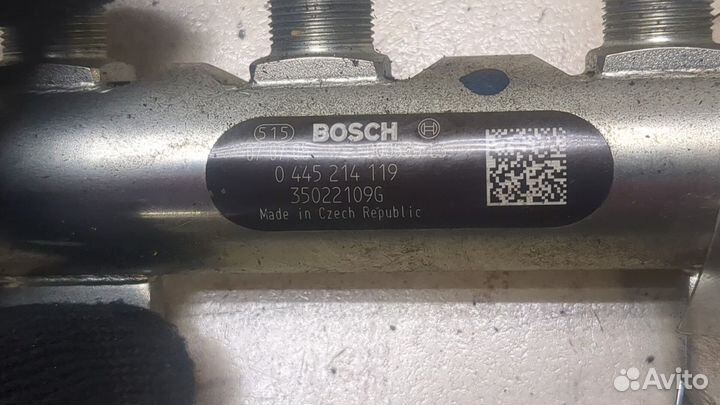 515 BOSCH
0 445 214 119
35022109G
Made in Czech Republic
Avito